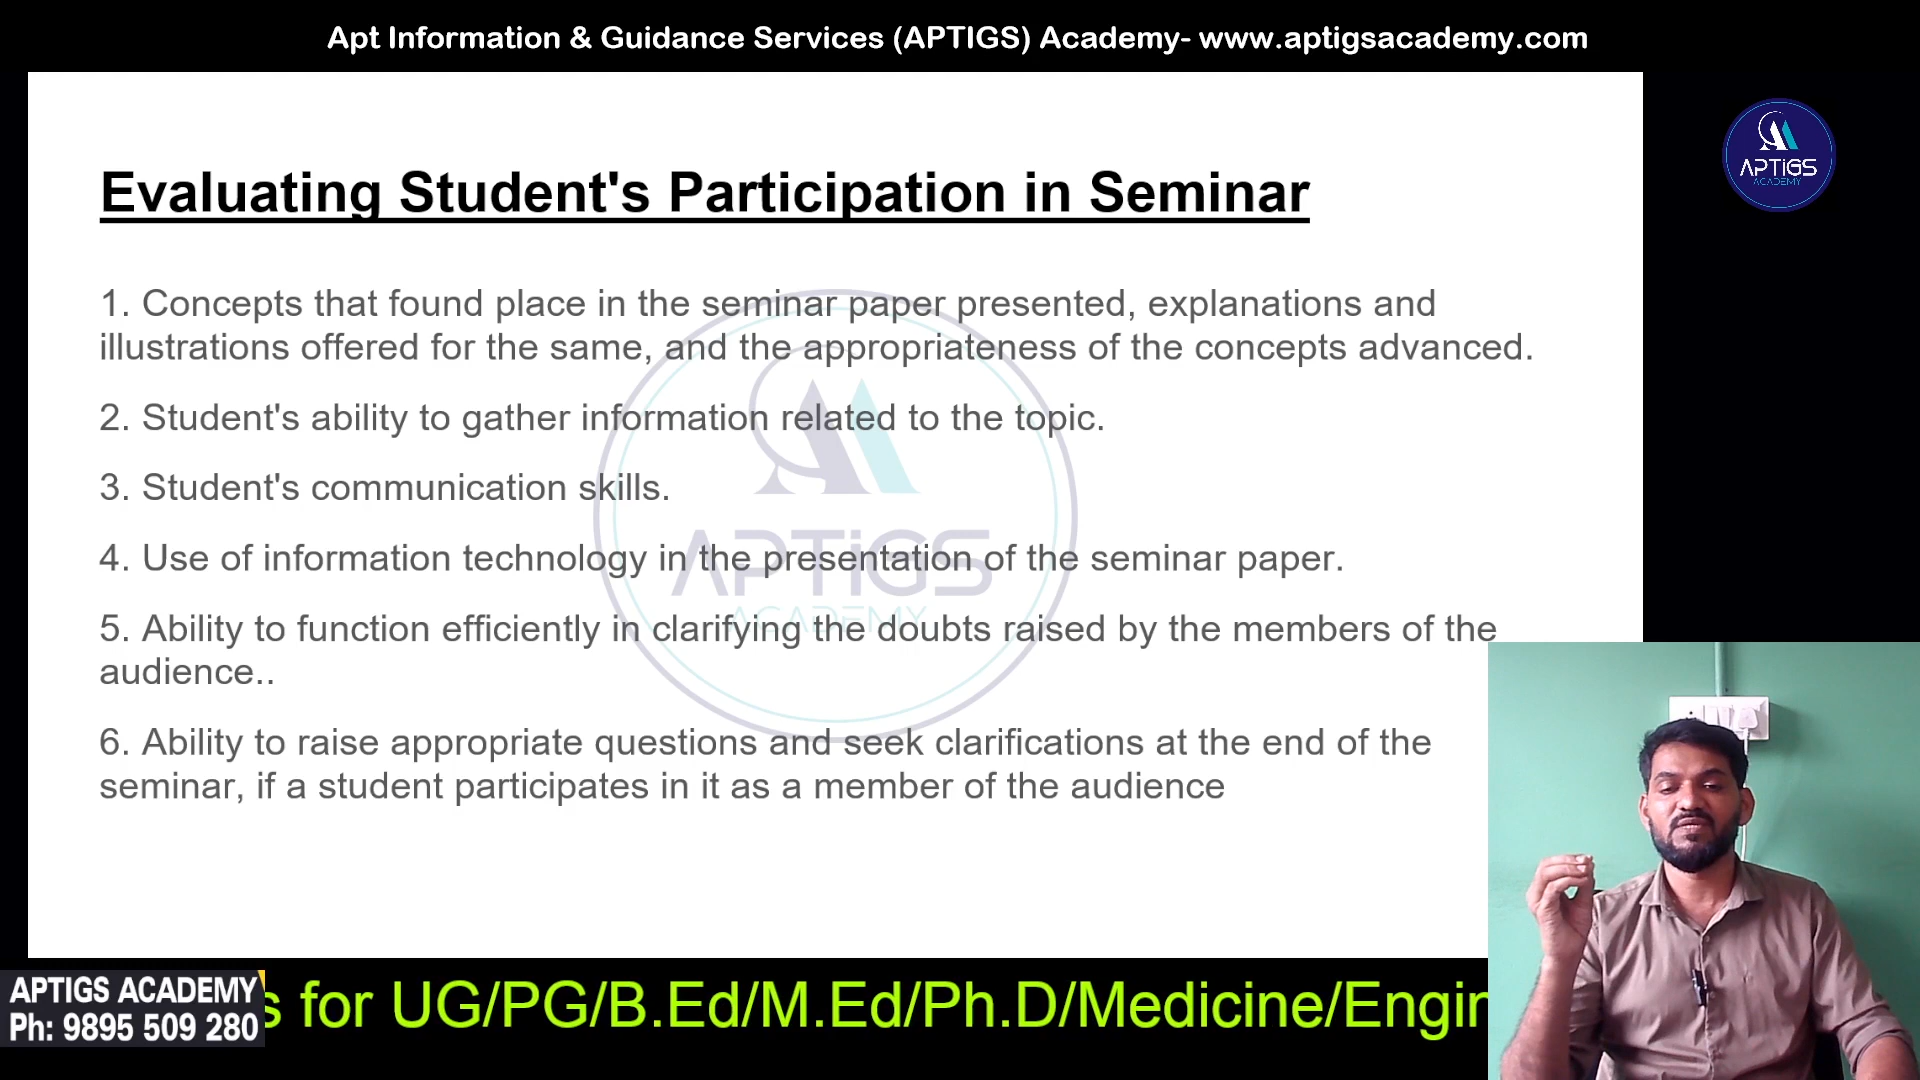 Apt Information & Guidance Services (APTIGS) Academy- www.aptigsacademy.com
APTiGS
ACADEMY
Evaluating Student's Participation in Seminar
1. Concepts that found place in the seminar paper presented, explanations and
illustrations offered for the same, and the appropriateness of the concepts advanced.
2. Student's ability to gather information related to the topic.
3. Student's communication skills.
4. Use of information technology in the presentation of the seminar paper.
5. Ability to function efficiently in clarifying the doubts raised by the members of the
audience..
6. Ability to raise appropriate questions and seek clarifications at the end of the
seminar, if a student participates in it as a member of the audience
APTiGS
ACADEMY
APTIGS ACADEMY
Ph: 9895 509 280
s for UG/PG/B.Ed/M.Ed/Ph.D/Medicine/Engin